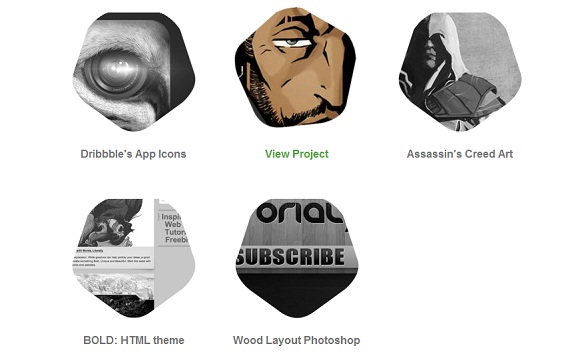 Dribbble's App Icons
View Project
Assassin's Creed Art
Inspi
Web
Tutor
Freebi
ORIAL
SUBSCRIBE
BOLD: HTML theme
Wood Layout Photoshop